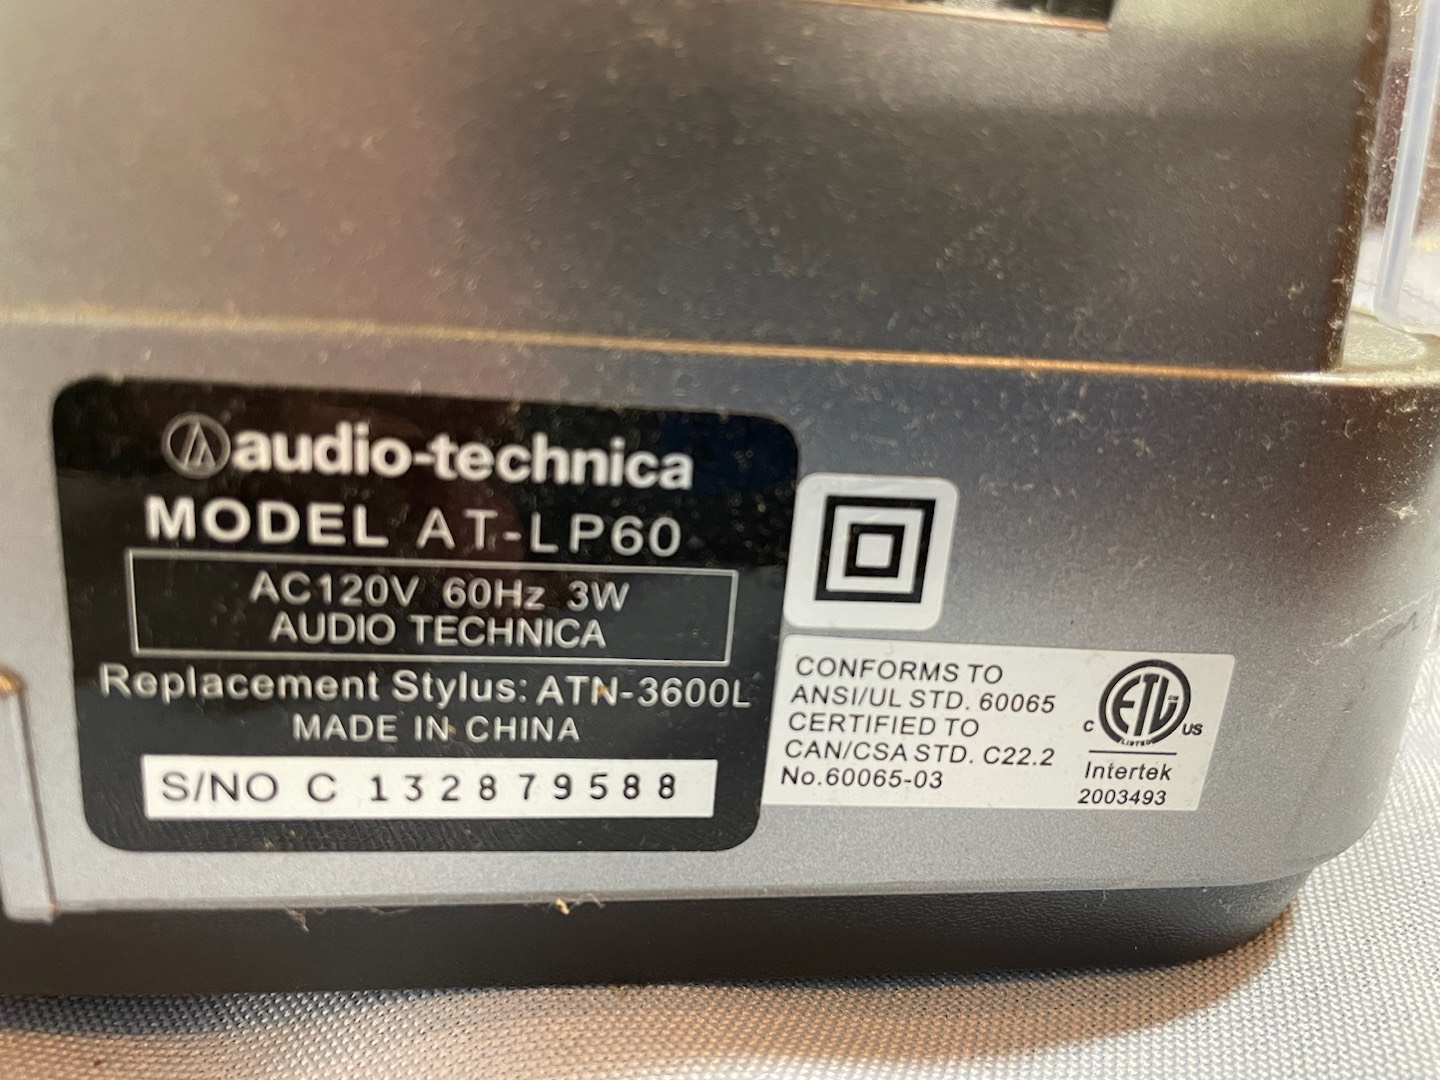 audio-technica
MODEL AT-LP60
AC120V 60Hz 3W
AUDIO TECHNICA
Replacement Stylus: ATN-3600L
MADE IN CHINA
S/NO C 132879588
CONFORMS TO
ANSI/UL STD. 60065
CERTIFIED TO
CAN/CSA STD. C22.2
No.60065-03
C ETL US
LISTED
Intertek
2003493